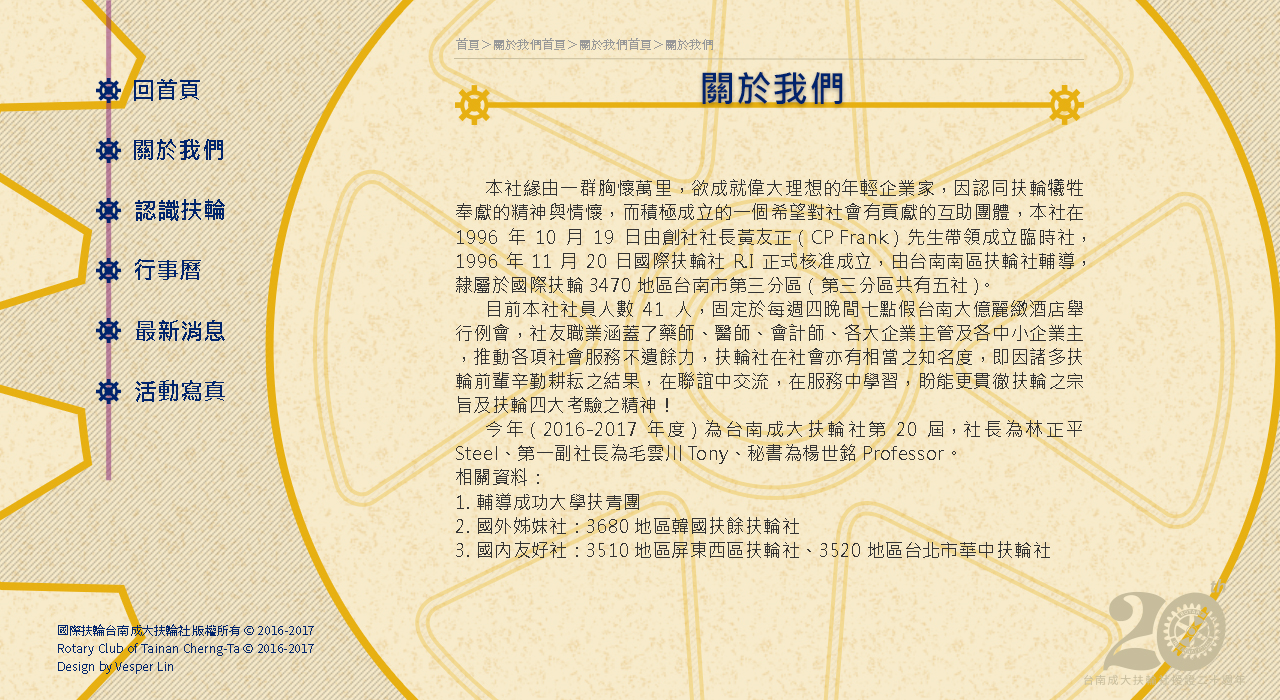 首頁＞關於我們首頁＞關於我們首頁＞關於我們
關於我們
回首頁
關於我們
認識扶輪
行事曆
最新消息
活動寫真
本社緣由一群胸懷萬里，欲成就偉大理想的年輕企業家，因認同扶輪犧牲
奉獻的精神與情懷，而積極成立的一個希望對社會有貢獻的互助團體，本社在
1996 年 10 月 19 日由創社社長黃友正 ( CP Frank ) 先生帶領成立臨時社，
1996 年 11 月 20 日國際扶輪社 R.I 正式核准成立，由台南南區扶輪社輔導，
隸屬於國際扶輪 3470 地區台南市第三分區 ( 第三分區共有五社 )。
目前本社社員人數 41 人，固定於每週四晚間七點假台南大億麗緻酒店舉
行例會，社友職業涵蓋了藥師、醫師、會計師、各大企業主管及各中小企業主
，推動各項社會服務不遺餘力，扶輪社在社會亦有相當之知名度，即因諸多扶
輪前輩辛勤耕耘之結果，在聯誼中交流，在服務中學習，盼能更貫徹扶輪之宗
旨及扶輪四大考驗之精神！
今年 ( 2016-2017 年度 ) 為台南成大扶輪社第 20 屆，社長為林正平
Steel、第一副社長為毛雲川 Tony、秘書為楊世銘 Professor。
相關資料：
1. 輔導成功大學扶青團
2. 國外姊妹社：3680 地區韓國扶餘扶輪社
3. 國內友好社：3510 地區屏東西區扶輪社、3520 地區台北市華中扶輪社
國際扶輪台南成大扶輪社版權所有 © 2016-2017
Rotary Club of Tainan Cherng-Ta © 2016-2017
Design by Vesper Lin
20th
台南成大扶輪社授證二十週年